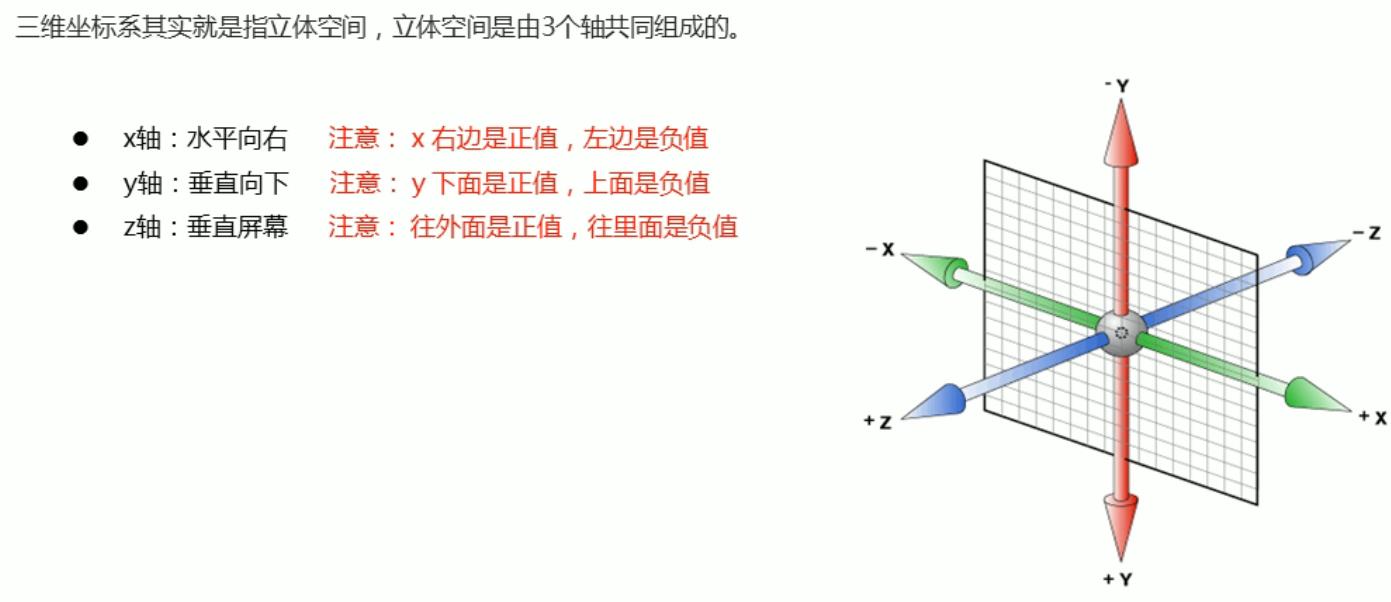 三维坐标系其实就是指立体空间，立体空间是由3个轴共同组成的。
● x轴：水平向右 注意： x 右边是正值，左边是负值
● y轴：垂直向下 注意： y 下面是正值，上面是负值
● z轴：垂直屏幕 注意： 往外面是正值，往里面是负值
- Y
- X
- Z
+ Z
+ X
+ Y